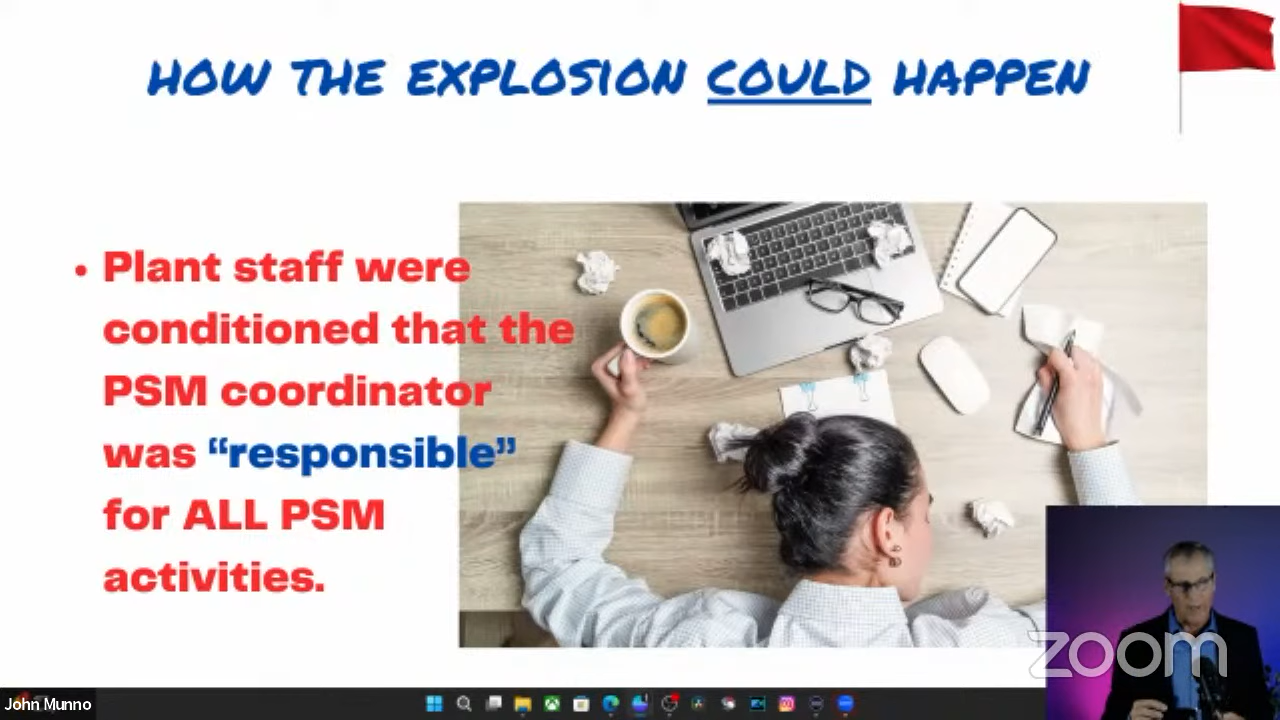 HOW THE EXPLOSION COULD HAPPEN
• Plant staff were
conditioned that the
PSM coordinator
was “responsible”
for ALL PSM
activities.
zoom
John Munno